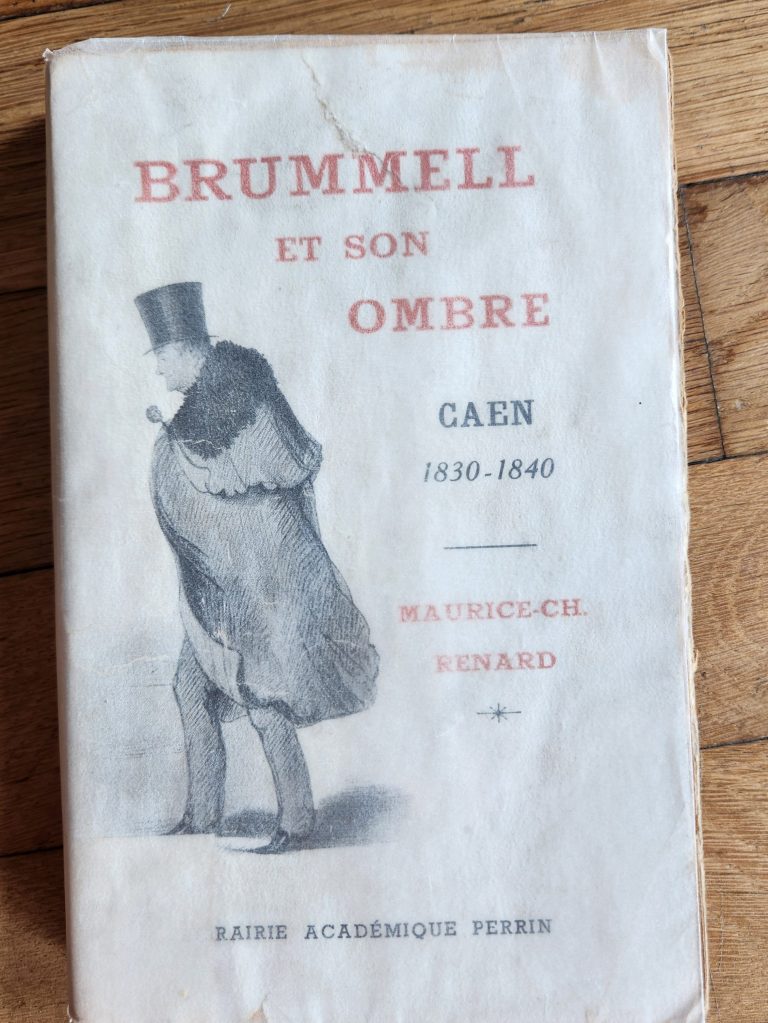 BRUMMELL
ET SON
OMBRE
CAEN
1830-1840
MAURICE-CH.
RENARD
RAIRIE ACADÉMIQUE PERRIN